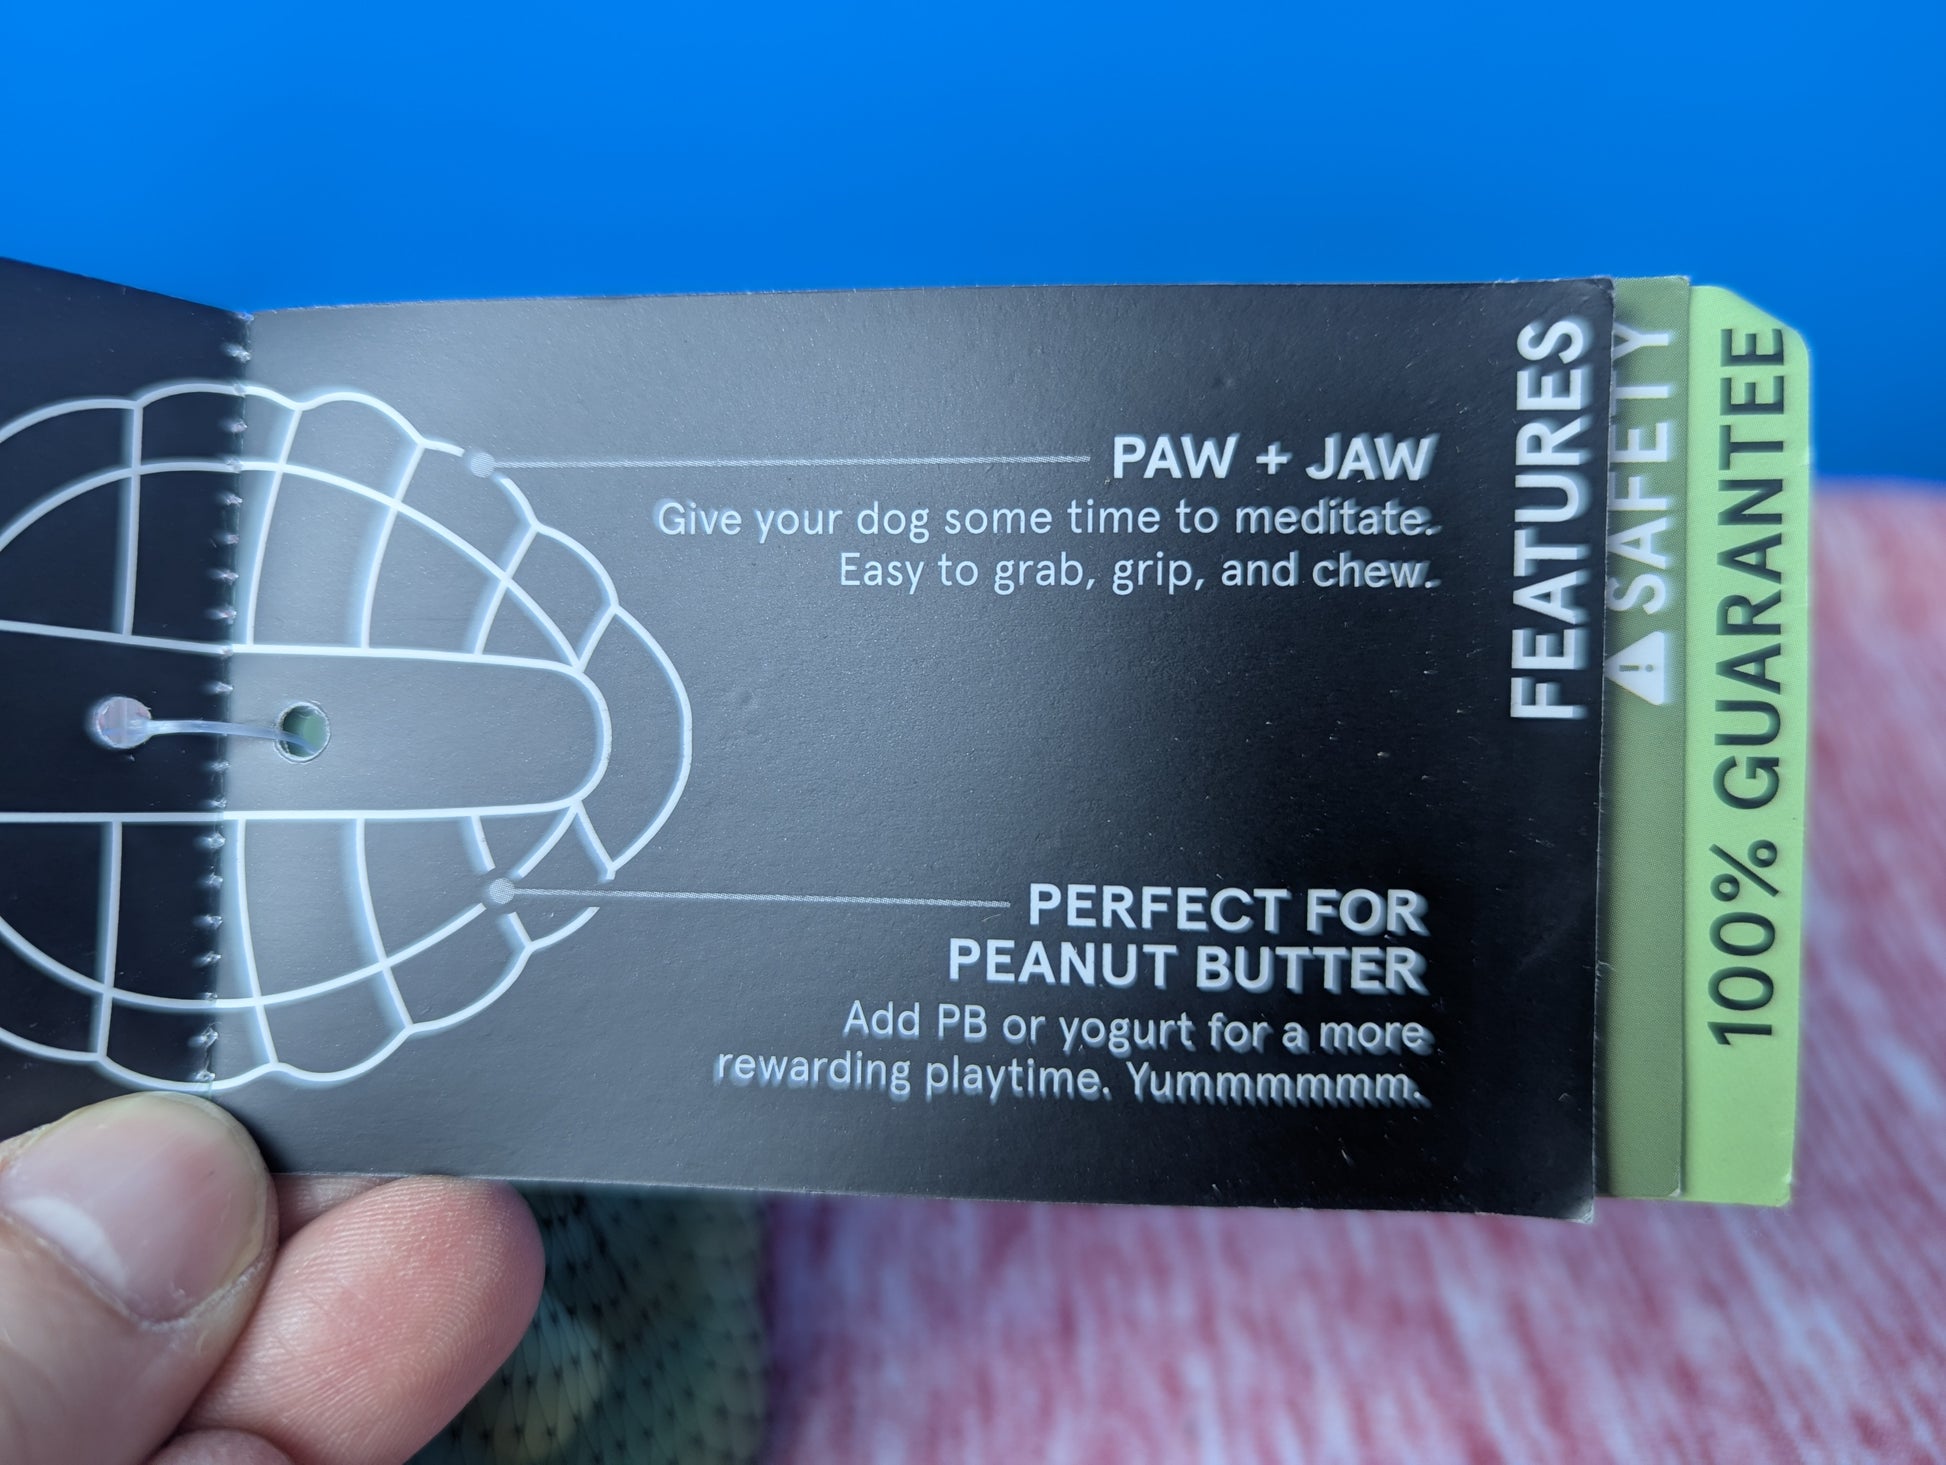 PAW + JAW
Give your dog some time to meditate.
Easy to grab, grip, and chew.
PERFECT FOR
PEANUT BUTTER
Add PB or yogurt for a more
rewarding playtime. Yummmmmm.
FEATURES
SAFETY
100% GUARANTEE